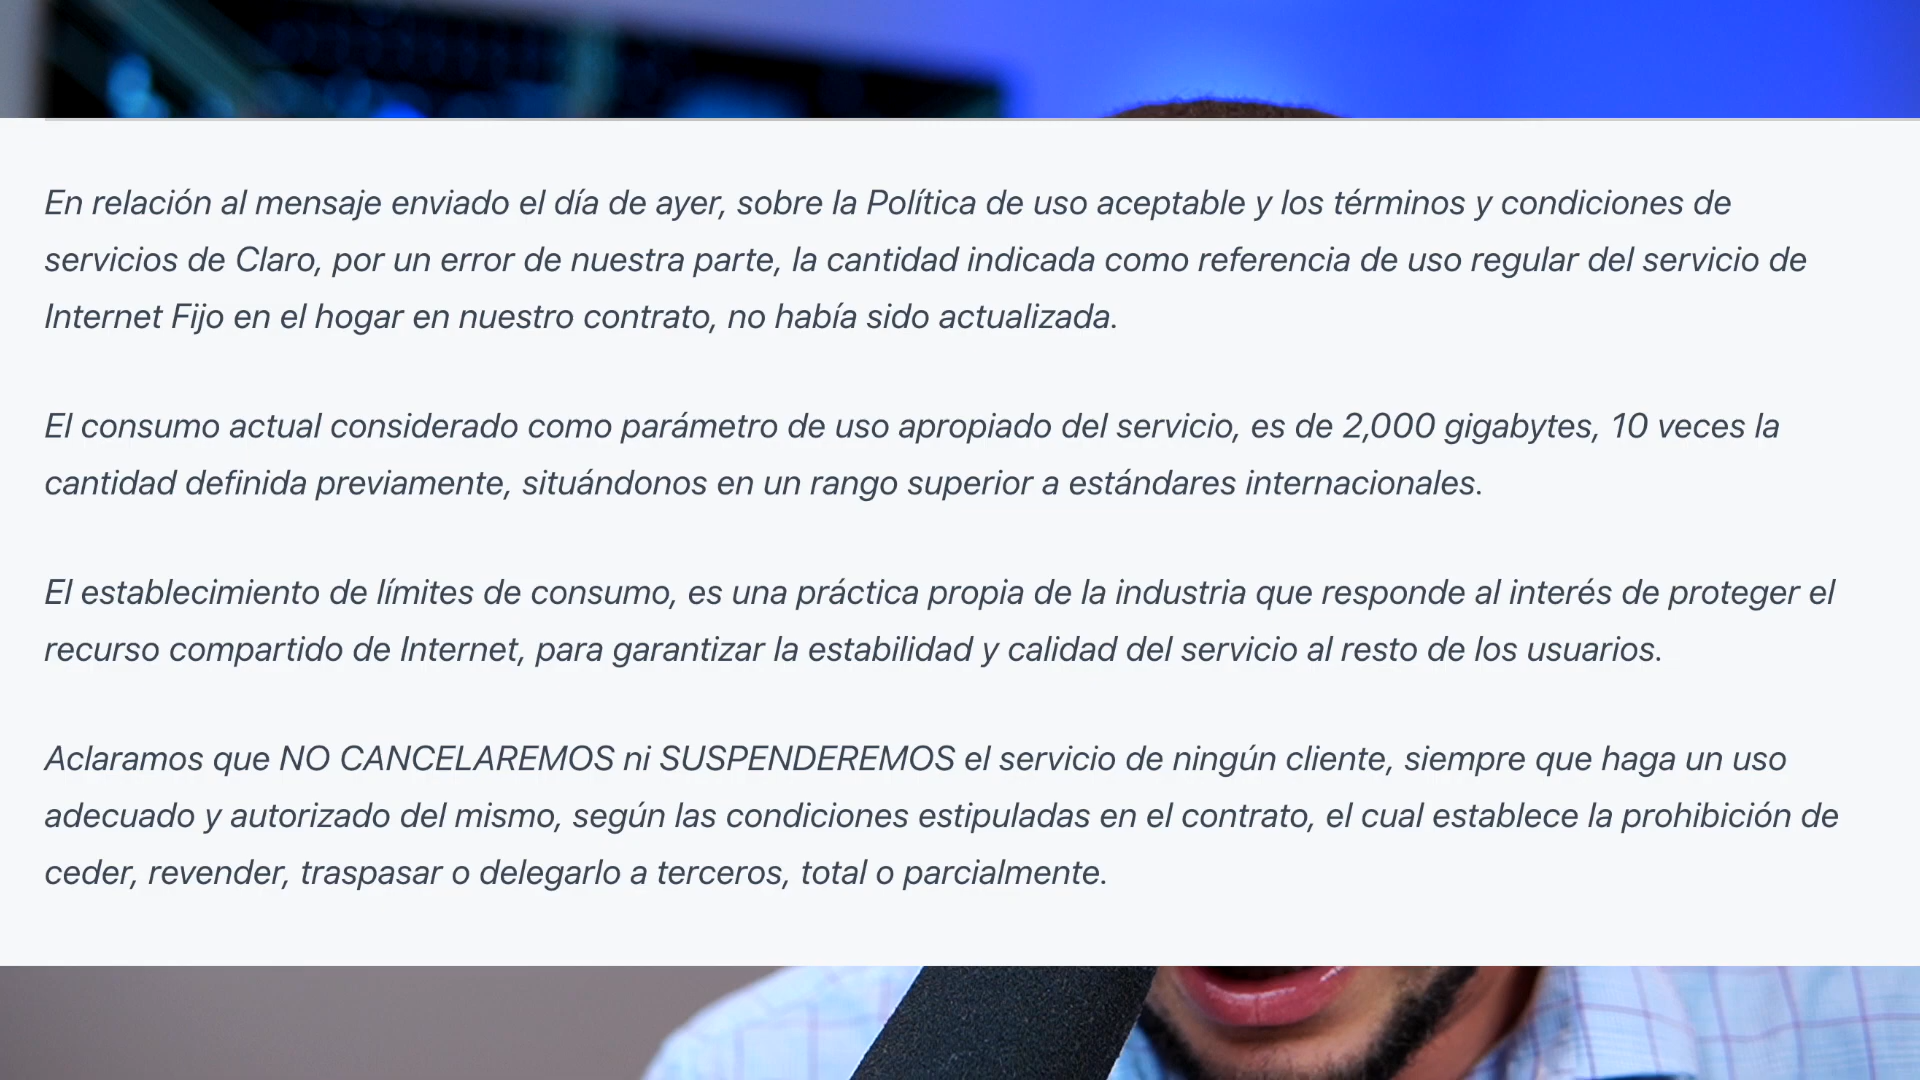 En relación al mensaje enviado el día de ayer, sobre la Política de uso aceptable y los términos y condiciones de
servicios de Claro, por un error de nuestra parte, la cantidad indicada como referencia de uso regular del servicio de
Internet Fijo en el hogar en nuestro contrato, no había sido actualizada.
El consumo actual considerado como parámetro de uso apropiado del servicio, es de 2,000 gigabytes, 10 veces la
cantidad definida previamente, situándonos en un rango superior a estándares internacionales.
El establecimiento de límites de consumo, es una práctica propia de la industria que responde al interés de proteger el
recurso compartido de Internet, para garantizar la estabilidad y calidad del servicio al resto de los usuarios.
Aclaramos que NO CANCELAREMOS ni SUSPENDEREMOS el servicio de ningún cliente, siempre que haga un uso
adecuado y autorizado del mismo, según las condiciones estipuladas en el contrato, el cual establece la prohibición de
ceder, revender, traspasar o delegarlo a terceros, total o parcialmente.